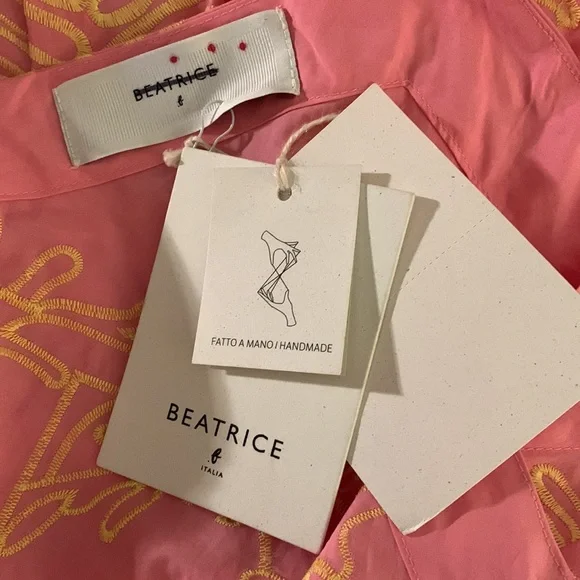 BEATRICE
.b
FATTO A MANO / HANDMADE
BEATRICE
.b
ITALIA